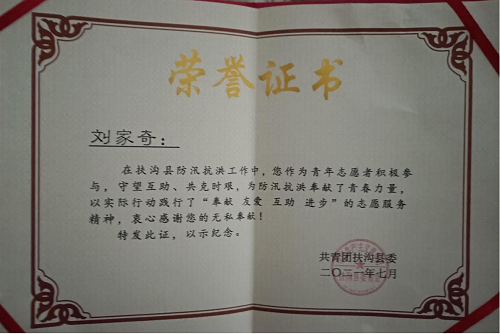 荣誉证书
刘家奇：
在扶沟县防汛抗洪工作中，您作为青年志愿者积极参
与，守望互助、共克时艰，为防汛抗洪奉献了青春力量，
以实际行动践行了“奉献 友爱 互助 进步”的志愿服务
精神，衷心感谢您的无私奉献！
特发此证，以示纪念。
共青团扶沟县委
二〇二一年七月